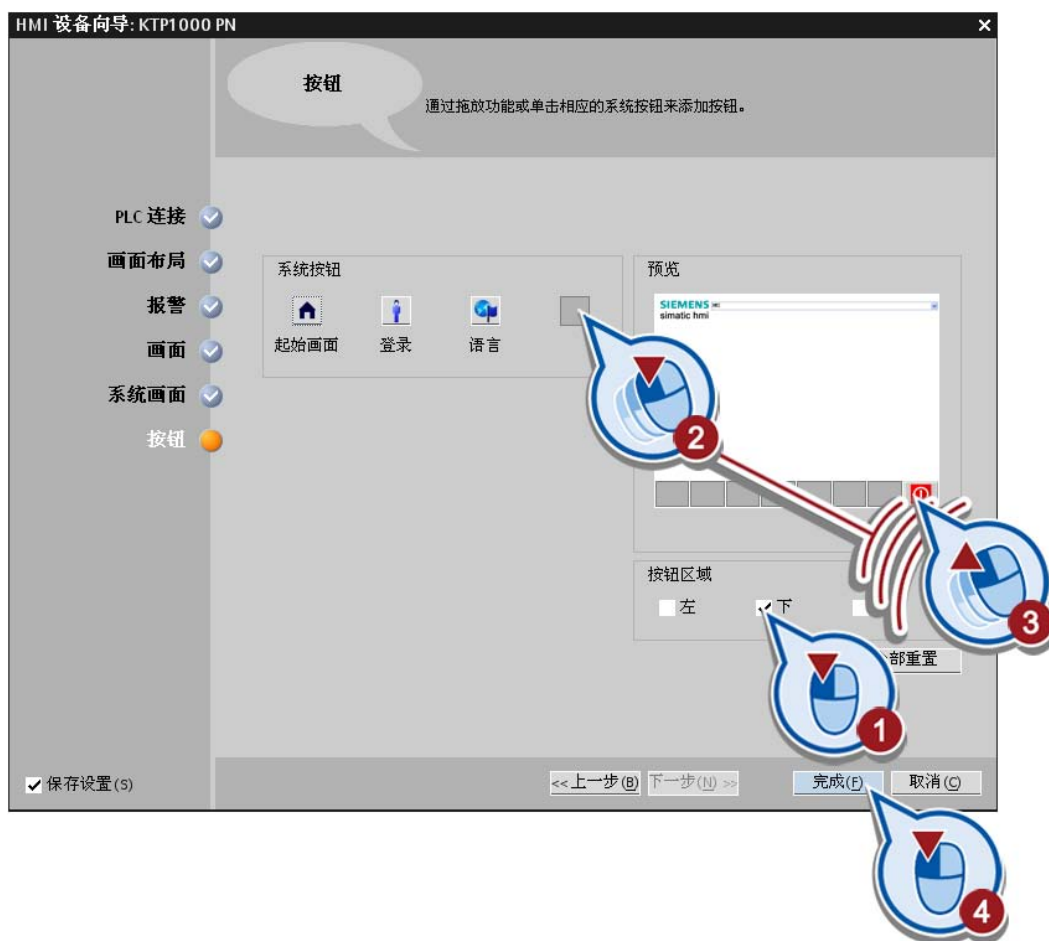 HMI 设备向导: KTP1000 PN
按钮
通过拖放功能或单击相应的系统按钮来添加按钮。
PLC 连接
画面布局
报警
画面
系统画面
按钮
系统按钮
起始画面
登录
语言
预览
SIEMENS
simatic hmi
2
按钮区域
左
下
3
部重置
1
保存设置(S)
<<上一步(B)
下一步(N) >>
完成(F)
取消(C)
4